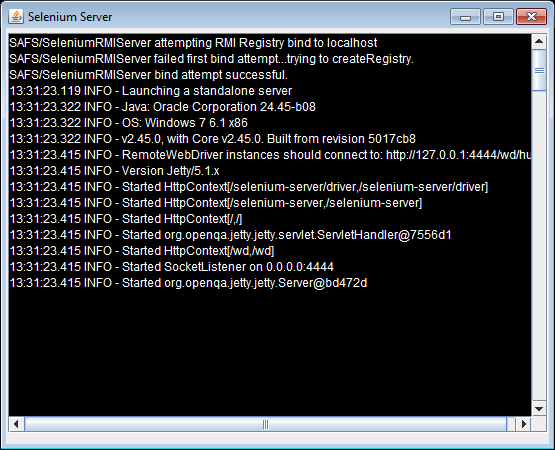 Selenium Server
SAFS/SeleniumRMIServer attempting RMI Registry bind to localhost
SAFS/SeleniumRMIServer failed first bind attempt...trying to createRegistry.
SAFS/SeleniumRMIServer bind attempt successful.
13:31:23.119 INFO - Launching a standalone server
13:31:23.322 INFO - Java: Oracle Corporation 24.45-b08
13:31:23.322 INFO - OS: Windows 7 6.1 x86
13:31:23.322 INFO - v2.45.0, with Core v2.45.0. Built from revision 5017cb8
13:31:23.415 INFO - RemoteWebDriver instances should connect to: http://127.0.0.1:4444/wd/hu
13:31:23.415 INFO - Version Jetty/5.1.x
13:31:23.415 INFO - Started HttpContext[/selenium-server/driver,/selenium-server/driver]
13:31:23.415 INFO - Started HttpContext[/selenium-server,/selenium-server]
13:31:23.415 INFO - Started HttpContext[/,/]
13:31:23.415 INFO - Started org.openqa.jetty.jetty.servlet.ServletHandler@7556d1
13:31:23.415 INFO - Started HttpContext[/wd,/wd]
13:31:23.415 INFO - Started SocketListener on 0.0.0.0:4444
13:31:23.415 INFO - Started org.openqa.jetty.jetty.Server@bd472d